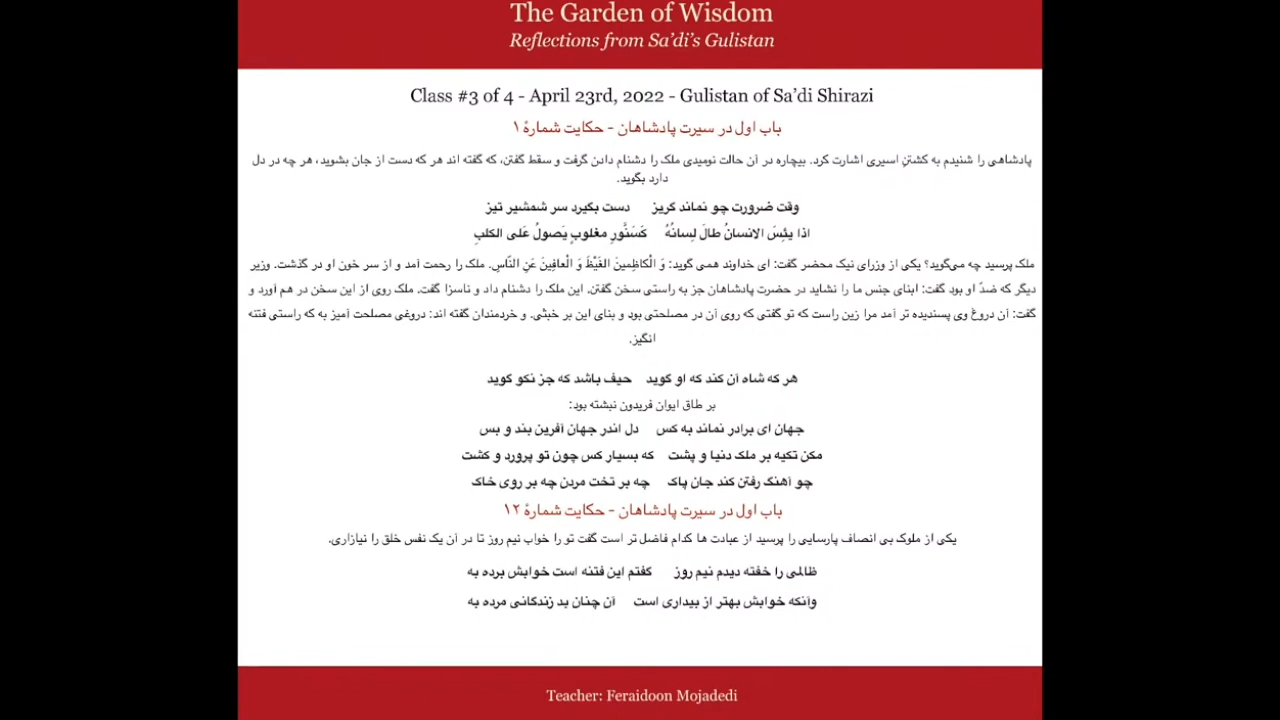 The Garden of Wisdom
Reflections from Sa’di’s Gulistan
Class #3 of 4 - April 23rd, 2022 - Gulistan of Sa’di Shirazi
باب اول در سیرت پادشاهان - حکایت شمارهٔ ۱
پادشاهی را شنیدم به کشتنِ اسیری اشارت کرد. بیچاره در آن حالت نومیدی ملک را دشنام دادن گرفت و سقط گفتن، که گفته اند هر که دست از جان بشوید، هر چه در دل
دارد بگوید.
وقت ضرورت چو نماند گریز دست بگیرد سر شمشیر تیز
اذا یئِسَ الانسانُ طالَ لِسانُهُ کَسَنَّورِ مغلوبٍ یَصولُ عَلی الکلبِ
ملک پرسید چه می‌گوید؟ یکی از وزرای نیک محضر گفت: ای خداوند همی گوید: وَ الْکاظِمینَ الغَیْظَ وَ الْعافِینَ عَنِ النّاسِ. ملک را رحمت آمد و از سر خون او در گذشت. وزیر
دیگر که ضدّ او بود گفت: ابنای جنس ما را نشاید در حضرت پادشاهان جز به راستی سخن گفتن. این ملک را دشنام داد و ناسزا گفت. ملک روی از این سخن در هم آورد و
گفت: آن دروغ وی پسندیده تر آمد مرا زین راست که تو گفتی که روی آن در مصلحتی بود و بنای این بر خبثی. و خردمندان گفته اند: دروغی مصلحت آمیز به که راستی فتنه
انگیز.
هر که شاه آن کند که او گوید حیف باشد که جز نکو گوید
بر طاق ایوان فریدون نبشته بود:
جهان ای برادر نماند به کس دل اندر جهان آفرین بند و بس
مکن تکیه بر ملک دنیا و پشت که بسیار کس چون تو پرورد و کشت
چو آهنگ رفتن کند جان پاک چه بر تخت مردن چه بر روی خاک
باب اول در سیرت پادشاهان - حکایت شمارهٔ ۱۲
یکی از ملوک بی انصاف پارسایی را پرسید از عبادت ها کدام فاضل تر است گفت تو را خواب نیم روز تا در آن یک نفس خلق را نیازاری.
ظالمی را خفته دیدم نیم روز گفتم این فتنه است خوابش برده به
وآنکه خوابش بهتر از بیداری است آن چنان بد زندگانی مرده به
Teacher: Feraidoon Mojadedi